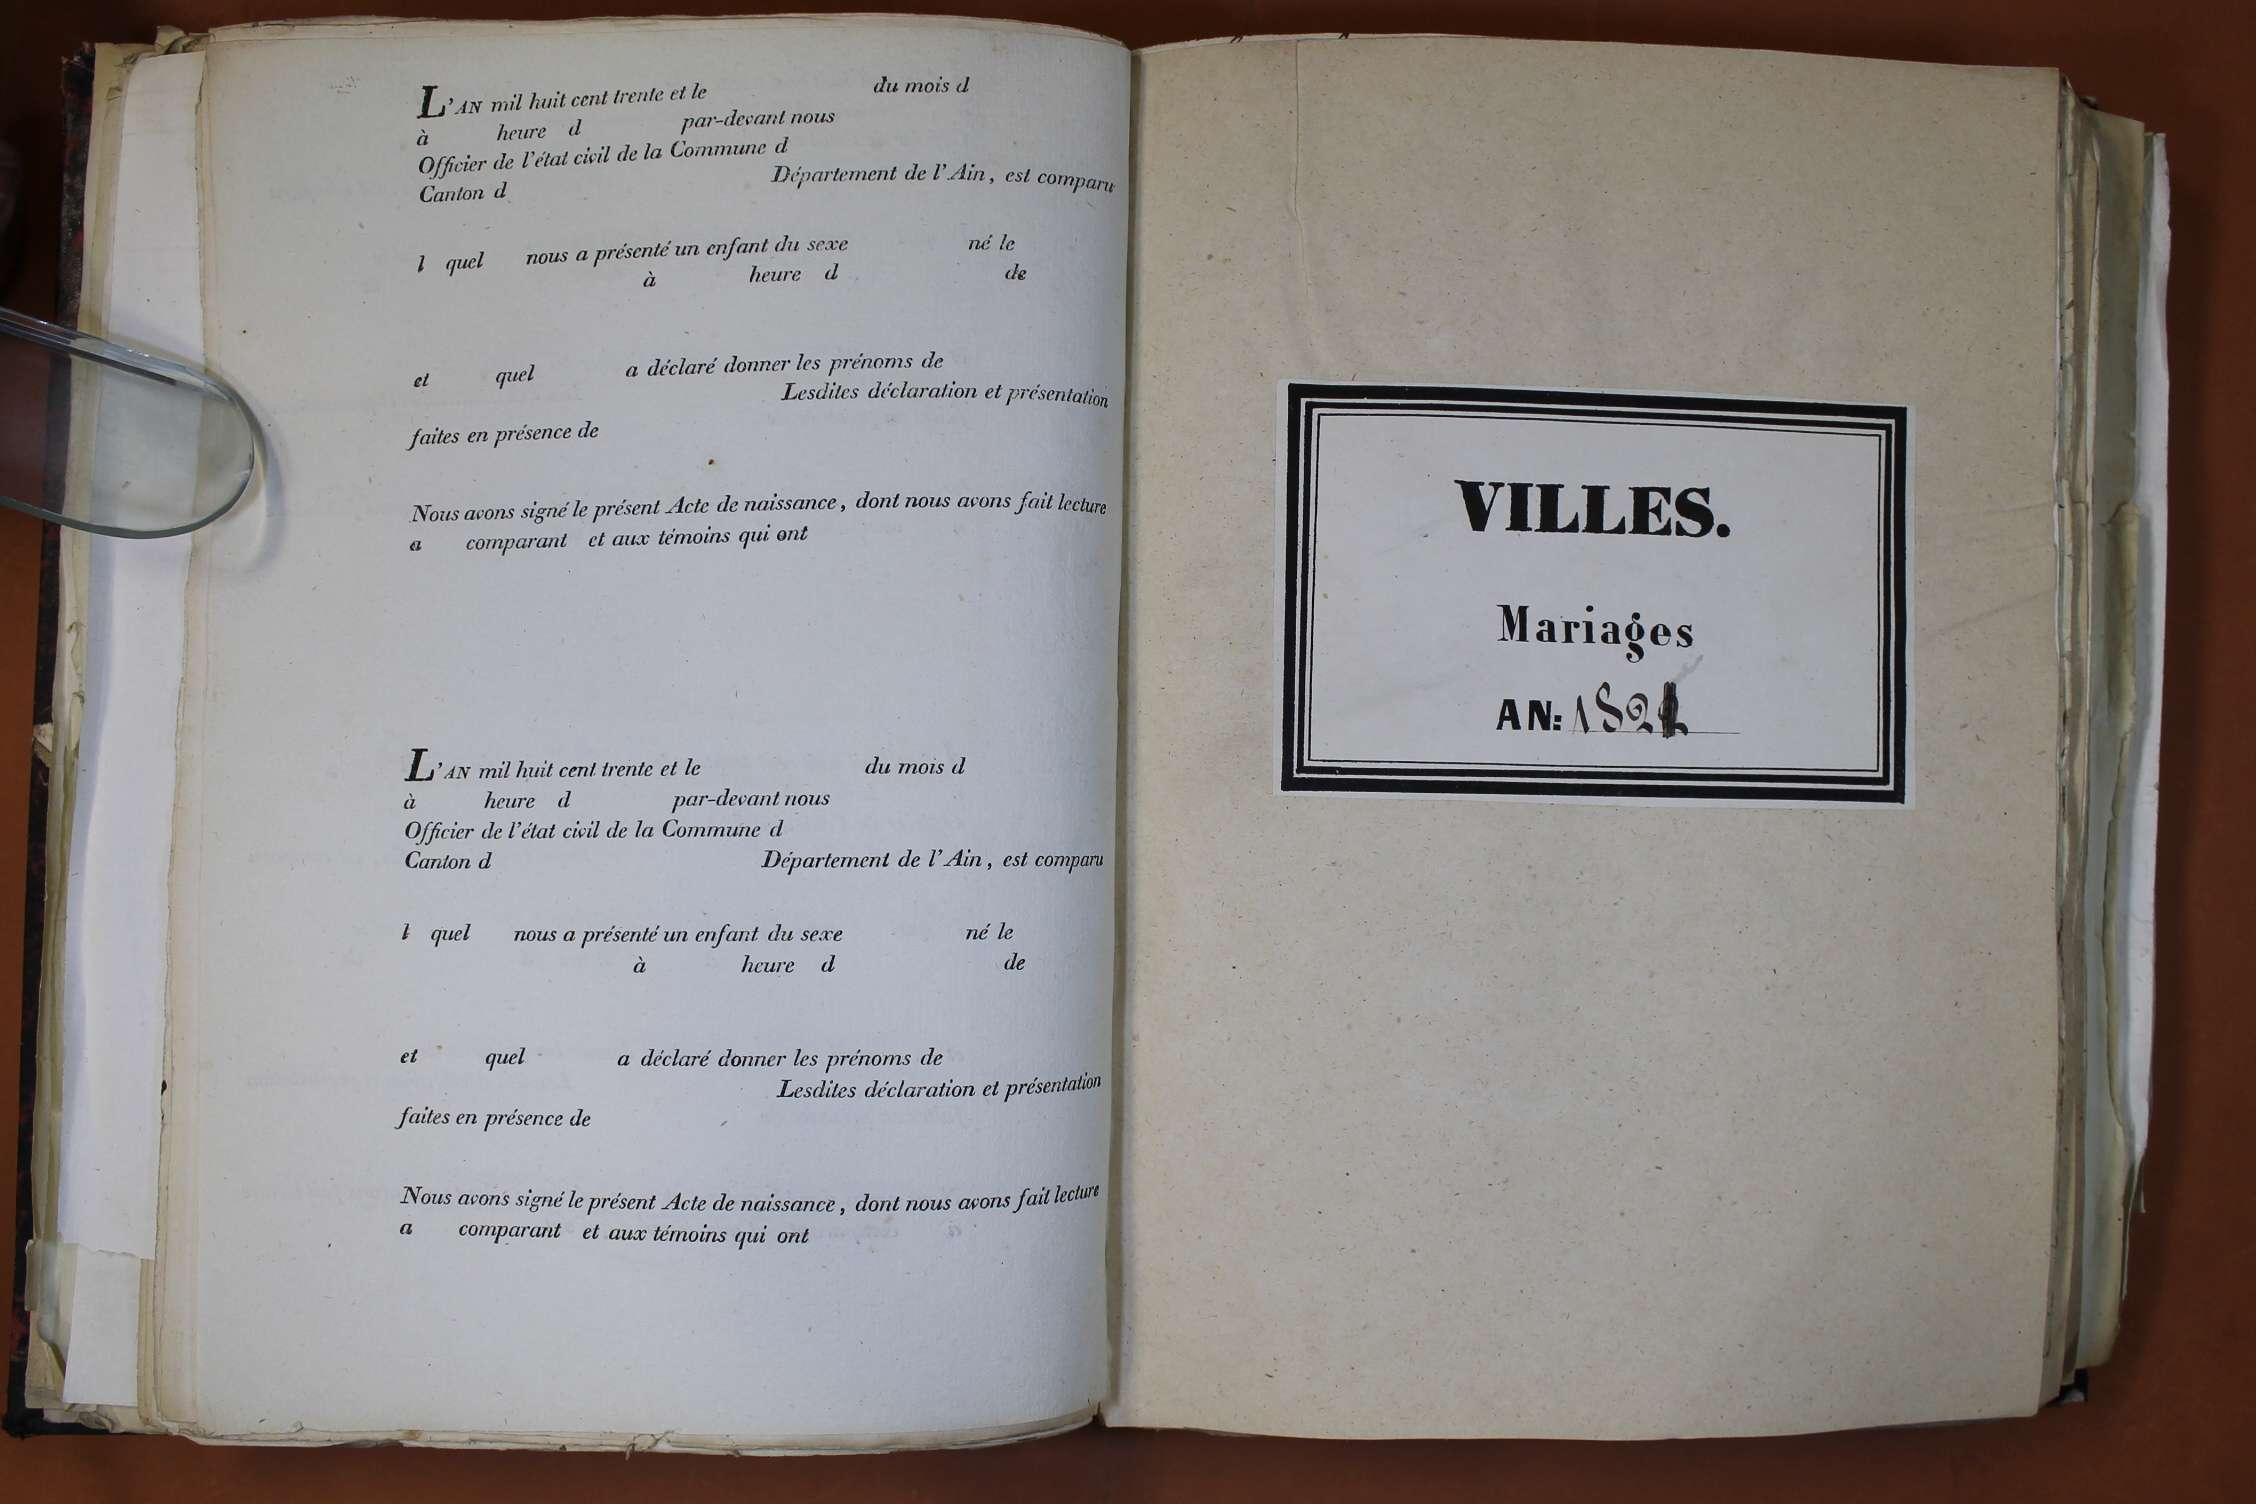 L'AN mil huit cent trente et le du mois d
à heure d par-devant nous
Officier de l'état civil de la Commune d
Canton d Département de l'Ain, est comparu
l quel nous a présenté un enfant du sexe né le
à heure d de
et quel a déclaré donner les prénoms de
Lesdites déclaration et présentation
faites en présence de
Nous avons signé le présent Acte de naissance, dont nous avons fait lecture
a comparant et aux témoins qui ont
L'AN mil huit cent trente et le du mois d
à heure d par-devant nous
Officier de l'état civil de la Commune d
Canton d Département de l'Ain, est comparu
l quel nous a présenté un enfant du sexe né le
à heure d de
et quel a déclaré donner les prénoms de
Lesdites déclaration et présentation
faites en présence de
Nous avons signé le présent Acte de naissance, dont nous avons fait lecture
a comparant et aux témoins qui ont
VILLES.
Mariages
AN: